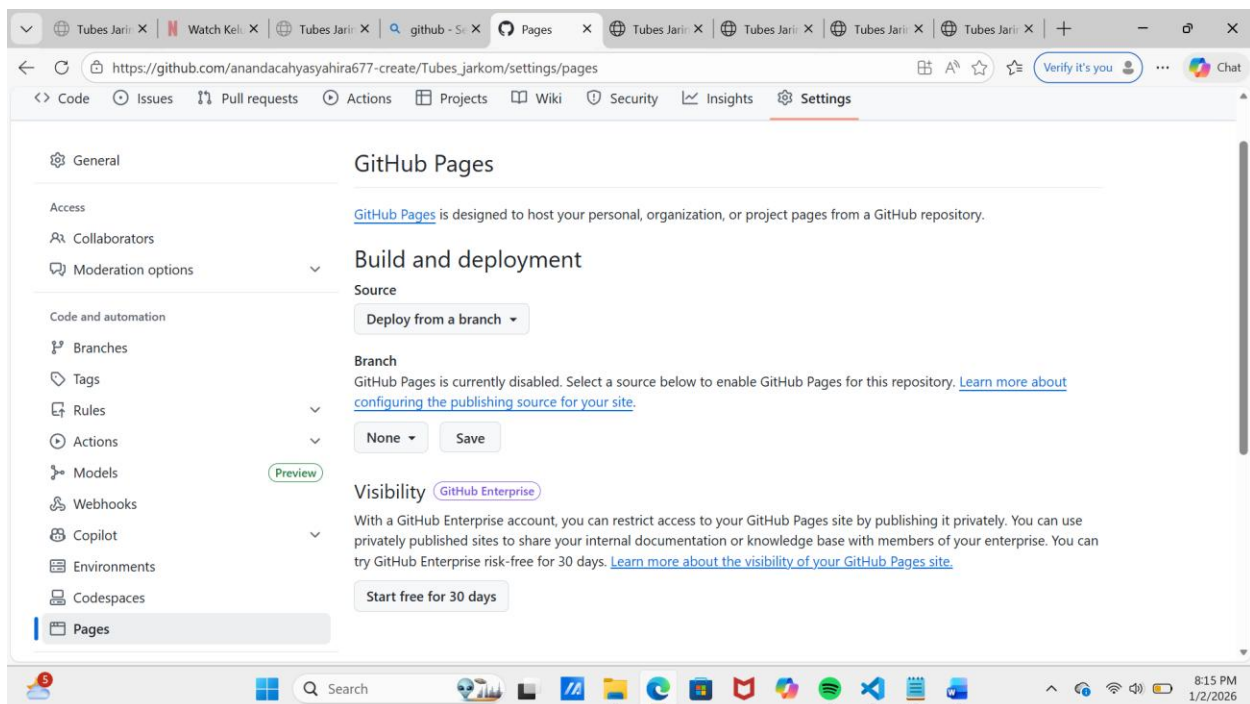 Tubes Jarin
Watch Kelu
Tubes Jarin
github - Se
Pages
Tubes Jarin
Tubes Jarin
Tubes Jarin
Tubes Jarin
https://github.com/anandacahyasyahira677-create/Tubes_jarkom/settings/pages
Verify it's you
Chat
Code Issues Pull requests Actions Projects Wiki Security Insights Settings
General
Access
Collaborators
Moderation options
Code and automation
Branches
Tags
Rules
Actions
Models Preview
Webhooks
Copilot
Environments
Codespaces
Pages
GitHub Pages
GitHub Pages is designed to host your personal, organization, or project pages from a GitHub repository.
Build and deployment
Source
Deploy from a branch
Branch
GitHub Pages is currently disabled. Select a source below to enable GitHub Pages for this repository. Learn more about
configuring the publishing source for your site.
None Save
Visibility GitHub Enterprise
With a GitHub Enterprise account, you can restrict access to your GitHub Pages site by publishing it privately. You can use
privately published sites to share your internal documentation or knowledge base with members of your enterprise. You can
try GitHub Enterprise risk-free for 30 days. Learn more about the visibility of your GitHub Pages site.
Start free for 30 days
5
Search
8:15 PM
1/2/2026